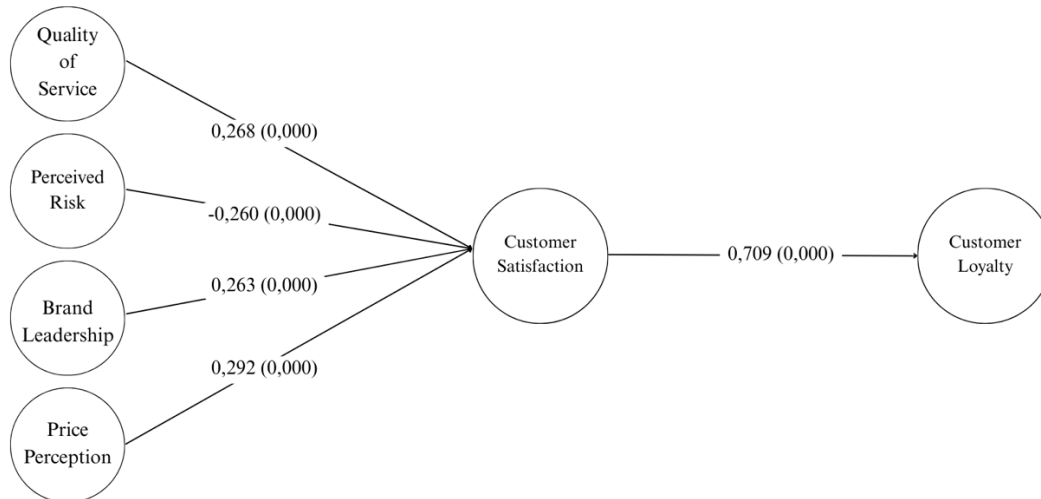 Quality
of
Service
0,268 (0,000)
Perceived
Risk
-0,260 (0,000)
Customer
Satisfaction
0,709 (0,000)
Customer
Loyalty
Brand
Leadership
0,263 (0,000)
0,292 (0,000)
Price
Perception